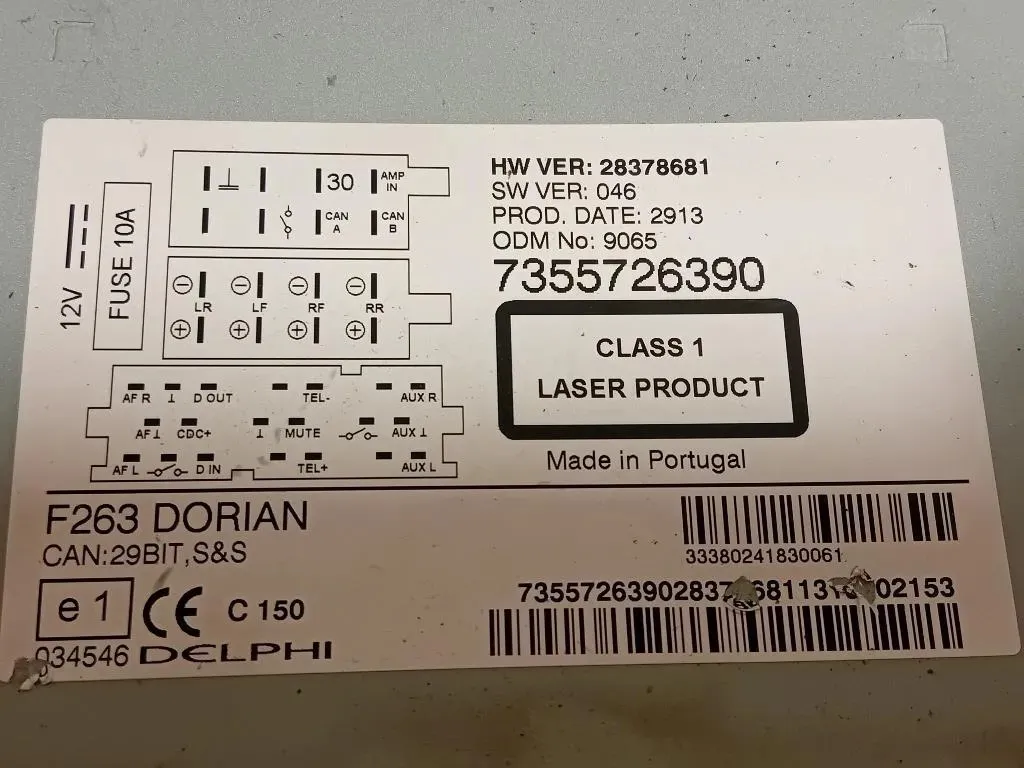 12V
FUSE 10A
30 AMP IN
CAN A CAN B
LR LF RF RR
AF R D OUT TEL- AUX R
AF CDC+ MUTE AUX
AF L D IN TEL+ AUX L
HW VER: 28378681
SW VER: 046
PROD. DATE: 2913
ODM No: 9065
7355726390
CLASS 1
LASER PRODUCT
Made in Portugal
F263 DORIAN
CAN:29BIT,S&S
e 1 CE C 150
034546 DELPHI
33380241830061